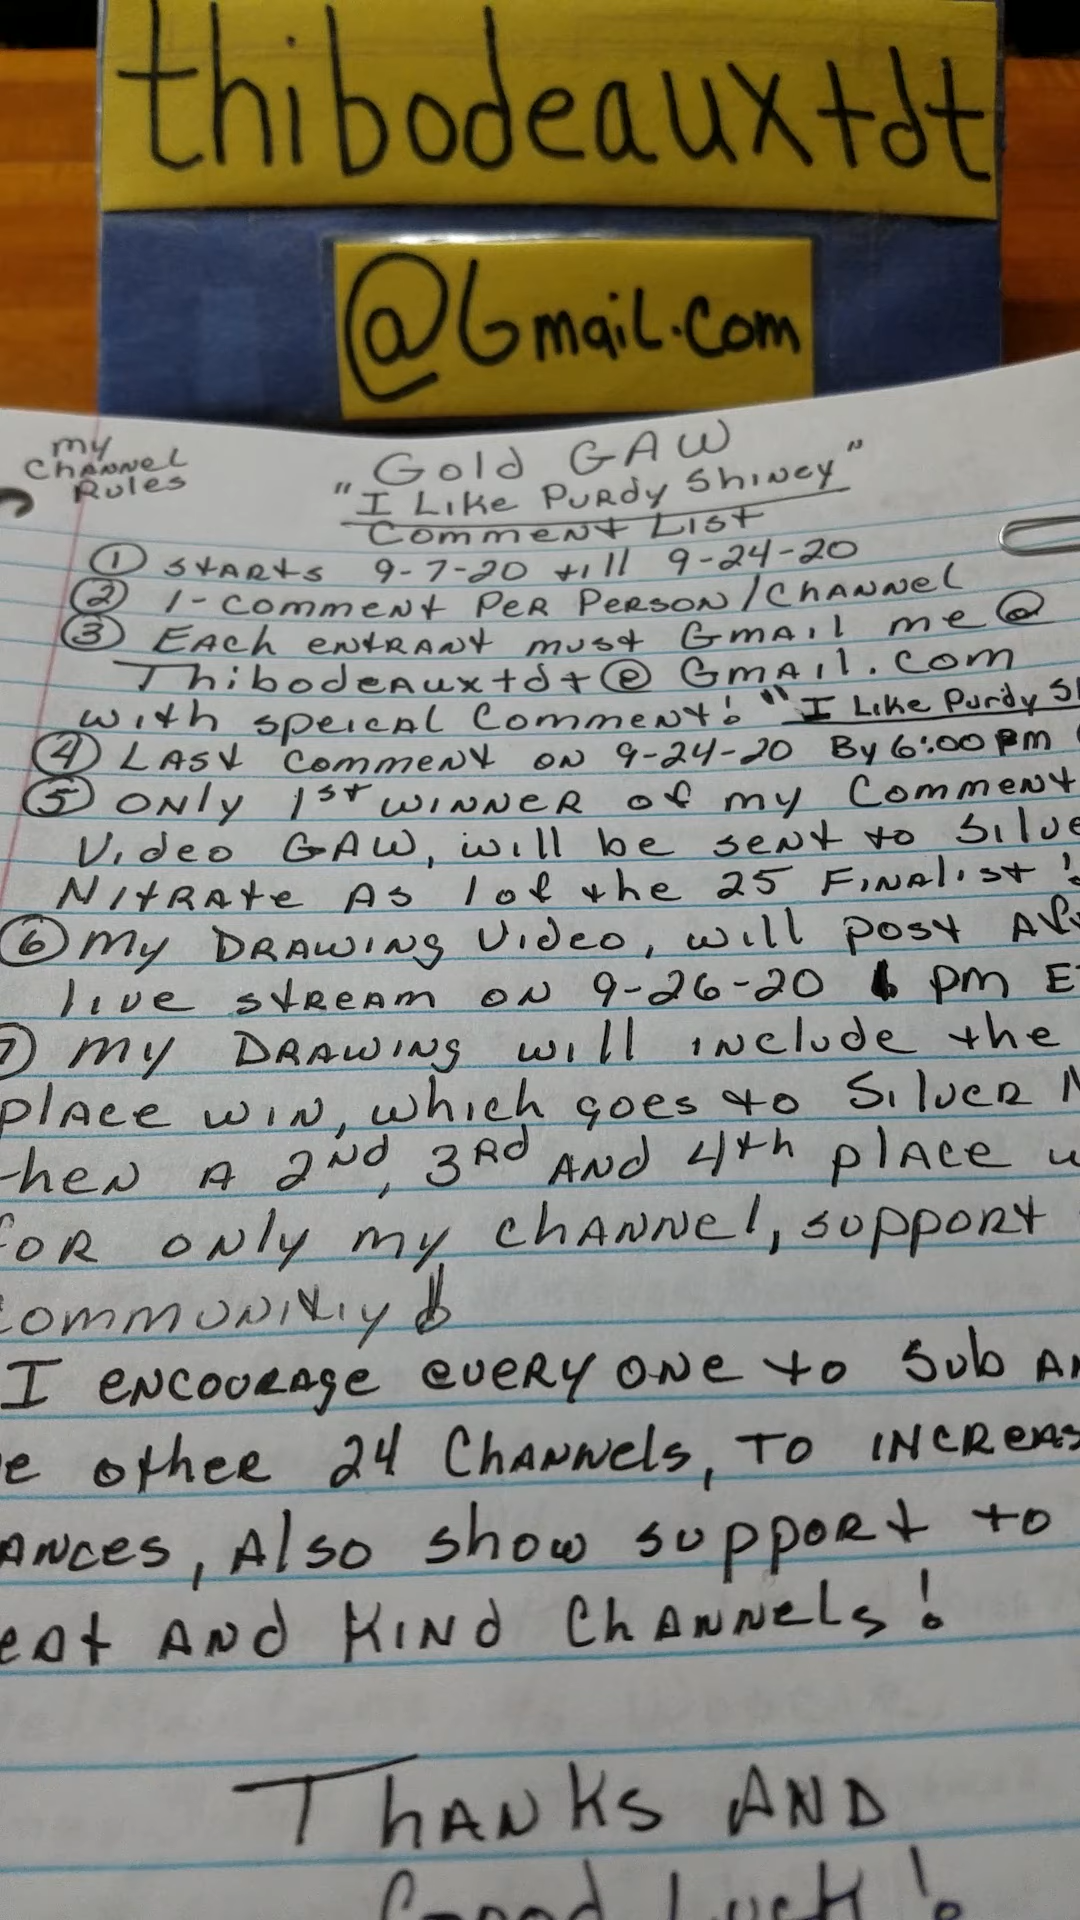 thibodeauxtdt
@Gmail.com
my
Channel
Rules
Gold GAW
"I Like Purdy Shiney"
Comment List
① Starts 9-7-20 till 9-24-20
② 1-Comment Per Person/Channel
③ Each entrant must Gmail me @
Thibodeauxtdt@Gmail.com
with speical Comment! "I Like Purdy
④ Last Comment on 9-24-20 By 6:00 pm
⑤ Only 1st winner of my Comment
Video GAW, will be sent to
Nitrate As 1 of the 25 Finalist!
⑥ my Drawing Video, will post
live stream on 9-26-20 pm
my Drawing will include the
place win, which goes to Silver
A 2nd, 3rd and 4th place
for only my channel, support
communitiy
I encourage everyone to Sub
other 24 Channels, To
Also show support to
and Kind Channels!
Thanks And
Good Luck!